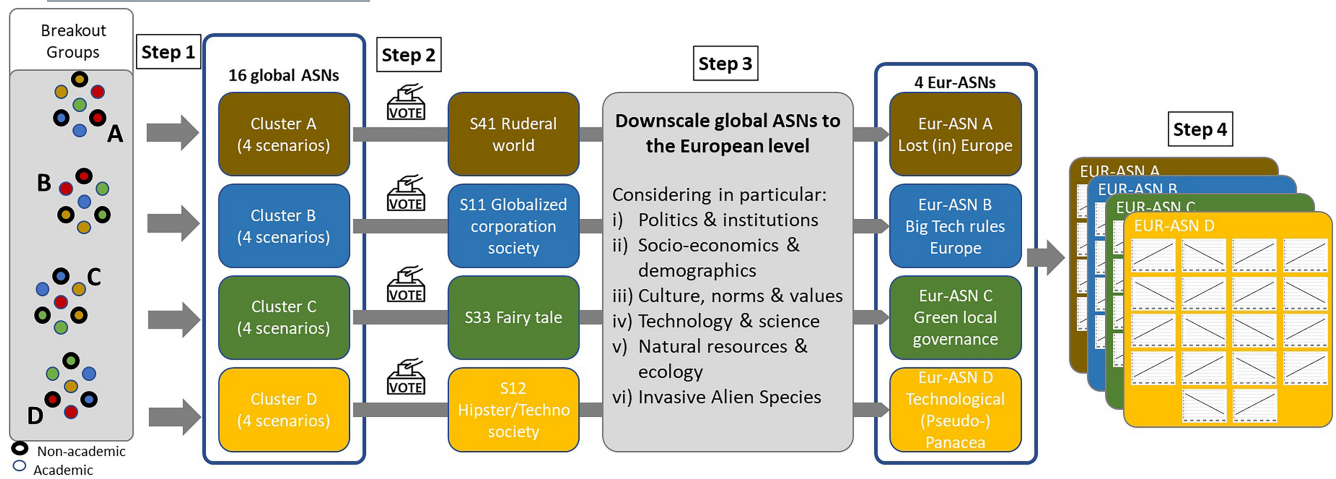 Breakout
Groups
A
B
C
D
Non-academic
Academic
Step 1
16 global ASNs
Cluster A
(4 scenarios)
Cluster B
(4 scenarios)
Cluster C
(4 scenarios)
Cluster D
(4 scenarios)
Step 2
VOTE
VOTE
VOTE
VOTE
S41 Ruderal
world
S11 Globalized
corporation
society
S33 Fairy tale
S12
Hipster/Techno
society
Step 3
Downscale global ASNs to
the European level
Considering in particular:
i) Politics & institutions
ii) Socio-economics &
demographics
iii) Culture, norms & values
iv) Technology & science
v) Natural resources &
ecology
vi) Invasive Alien Species
4 Eur-ASNs
Eur-ASN A
Lost (in) Europe
Eur-ASN B
Big Tech rules
Europe
Eur-ASN C
Green local
governance
Eur-ASN D
Technological
(Pseudo-)
Panacea
Step 4
EUR-ASN A
EUR-ASN B
EUR-ASN C
EUR-ASN D